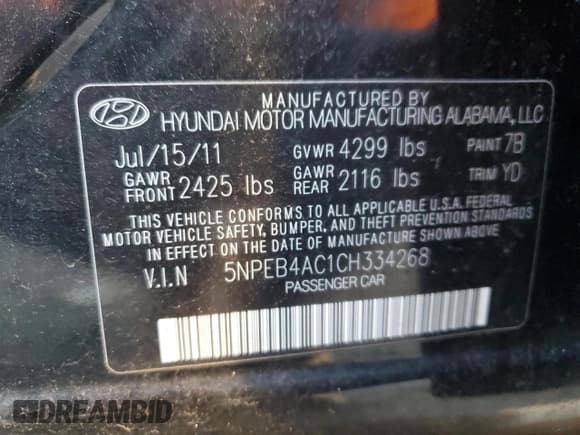 MANUFACTURED BY
HYUNDAI MOTOR MANUFACTURING ALABAMA, LLC
Jul/15/11 GVWR 4299 lbs PAINT 7B
GAWR FRONT 2425 lbs GAWR REAR 2116 lbs TRIM YD
THIS VEHICLE CONFORMS TO ALL APPLICABLE U.S.A. FEDERAL
MOTOR VEHICLE SAFETY, BUMPER, AND THEFT PREVENTION STANDARDS
IN EFFECT ON THE DATE OF MANUFACTURE SHOWN ABOVE.
V.I.N 5NPEB4AC1CH334268
PASSENGER CAR
DREAMBID